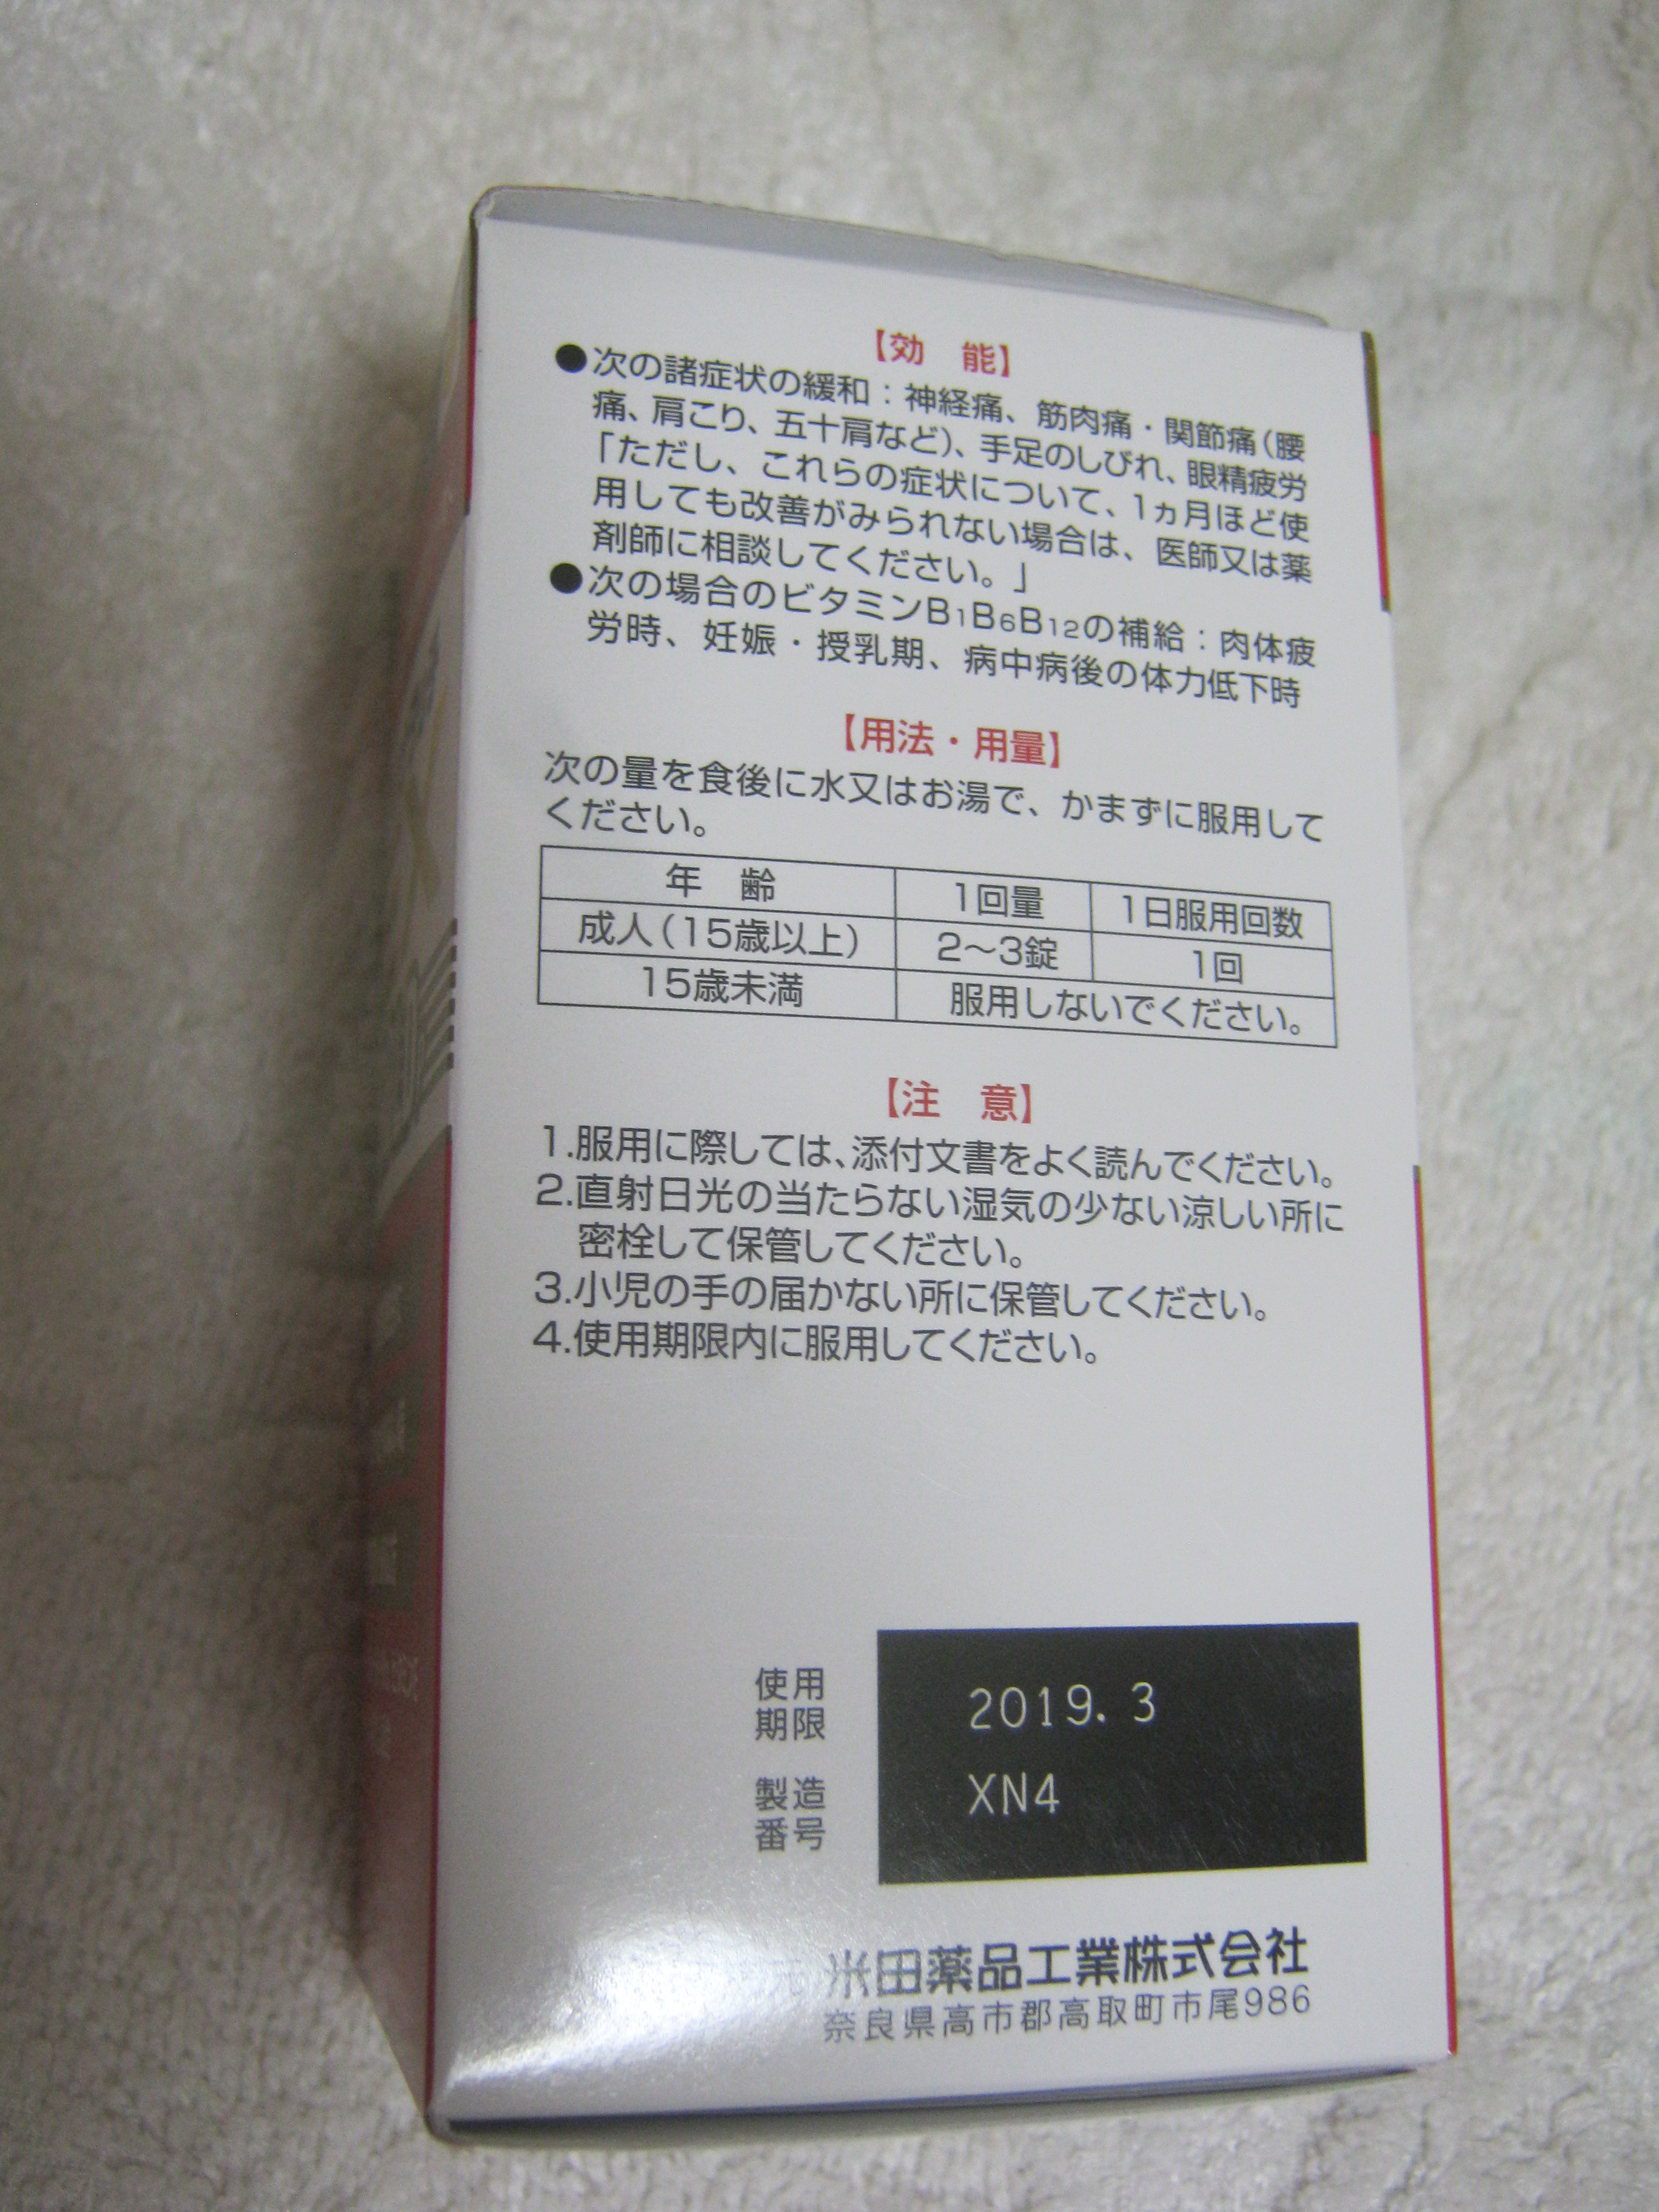 【効　能】
●次の諸症状の緩和：神経痛、筋肉痛・関節痛（腰
痛、肩こり、五十肩など）、手足のしびれ、眼精疲労
「ただし、これらの症状について、1ヵ月ほど使
用しても改善がみられない場合は、医師又は薬
剤師に相談してください。」
●次の場合のビタミンB₁B₆B₁₂の補給：肉体疲
労時、妊娠・授乳期、病中病後の体力低下時
【用法・用量】
次の量を食後に水又はお湯で、かまずに服用して
ください。
年　齢 1回量 1日服用回数
成人（15歳以上） 2～3錠 1回
15歳未満 服用しないでください。
【注　意】
1.服用に際しては、添付文書をよく読んでください。
2.直射日光の当たらない湿気の少ない涼しい所に
密栓して保管してください。
3.小児の手の届かない所に保管してください。
4.使用期限内に服用してください。
使用
期限
2019. 3
製造
番号
XN4
元 米田薬品工業株式会社
奈良県高市郡高取町市尾986